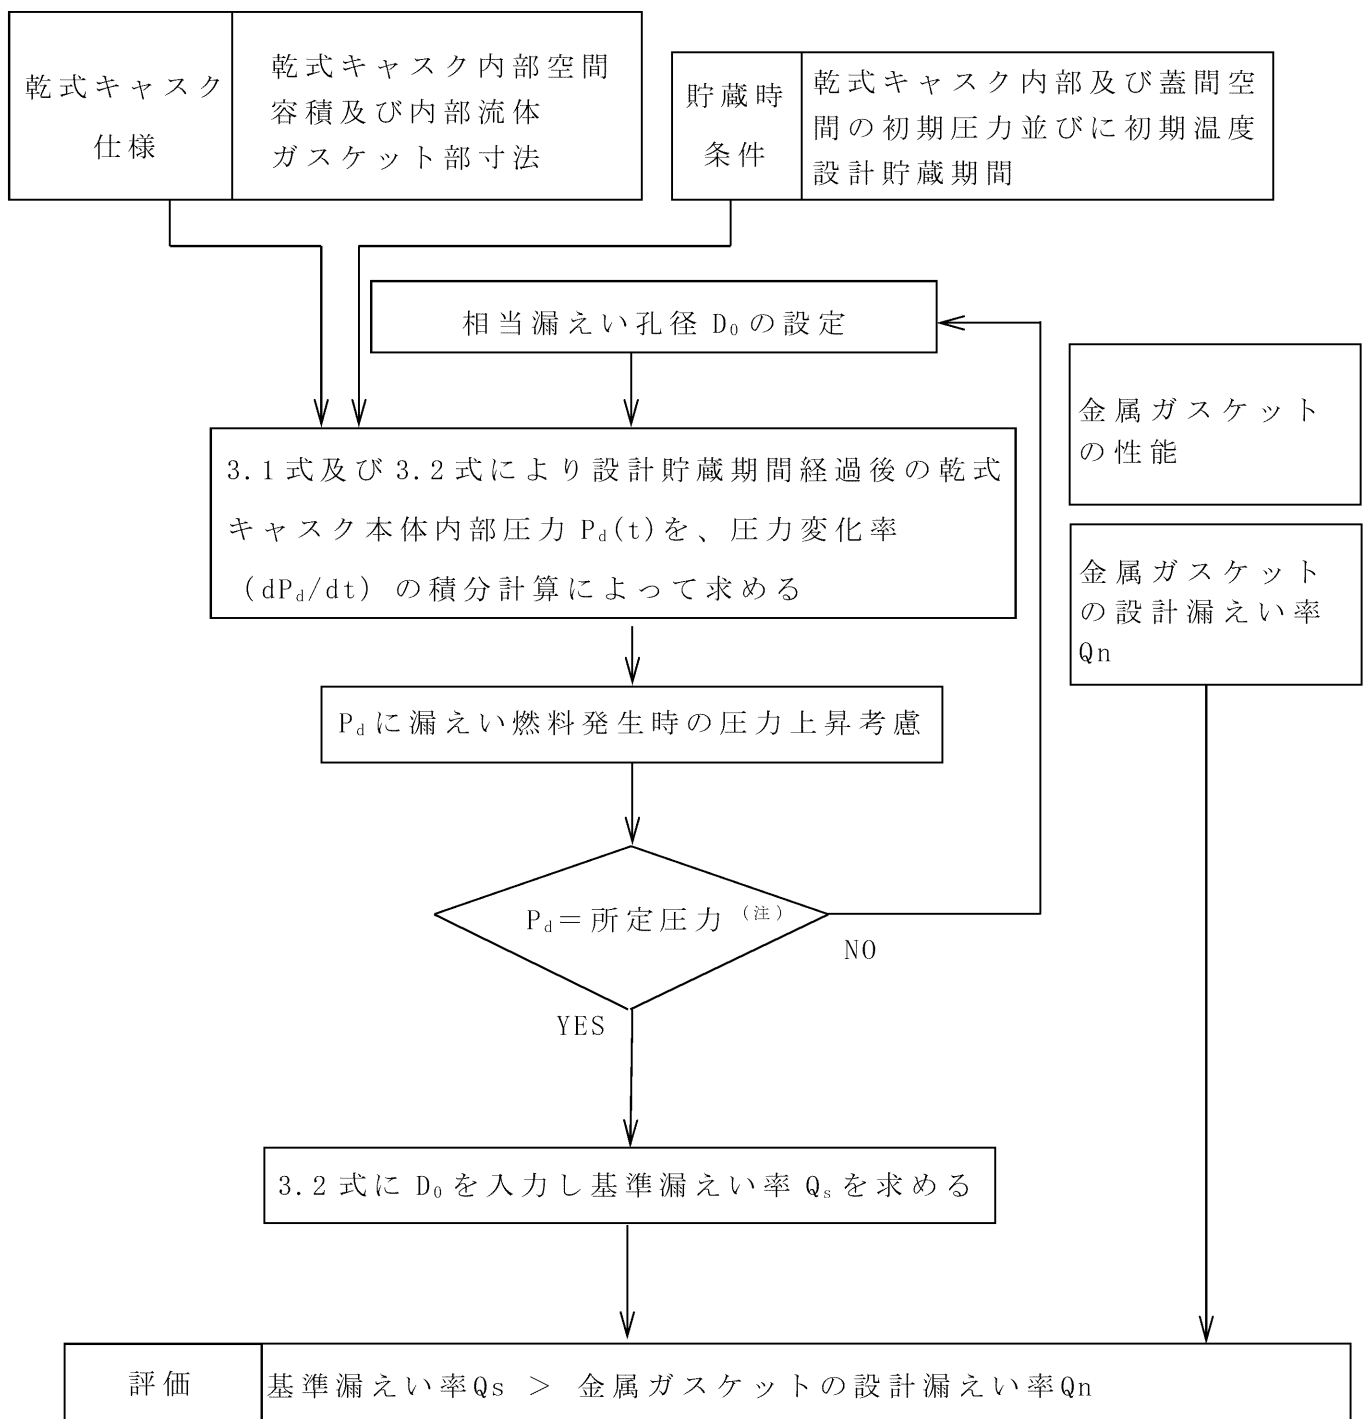 乾式キャスク
仕様
乾式キャスク内部空間
容積及び内部流体
ガスケット部寸法
貯蔵時
条件
乾式キャスク内部及び蓋間空
間の初期圧力並びに初期温度
設計貯蔵期間
相当漏えい孔径 D₀ の設定
3.1式及び 3.2式により設計貯蔵期間経過後の乾式
キャスク本体内部圧力 Pd(t)を、圧力変化率
（dPd/dt）の積分計算によって求める
Pdに漏えい燃料発生時の圧力上昇考慮
Pd＝所定圧力（注）
NO
YES
3.2式に D₀ を入力し基準漏えい率 Qsを求める
金属ガスケット
の性能
金属ガスケット
の設計漏えい率
Qn
評価
基準漏えい率Qs ＞ 金属ガスケットの設計漏えい率Qn